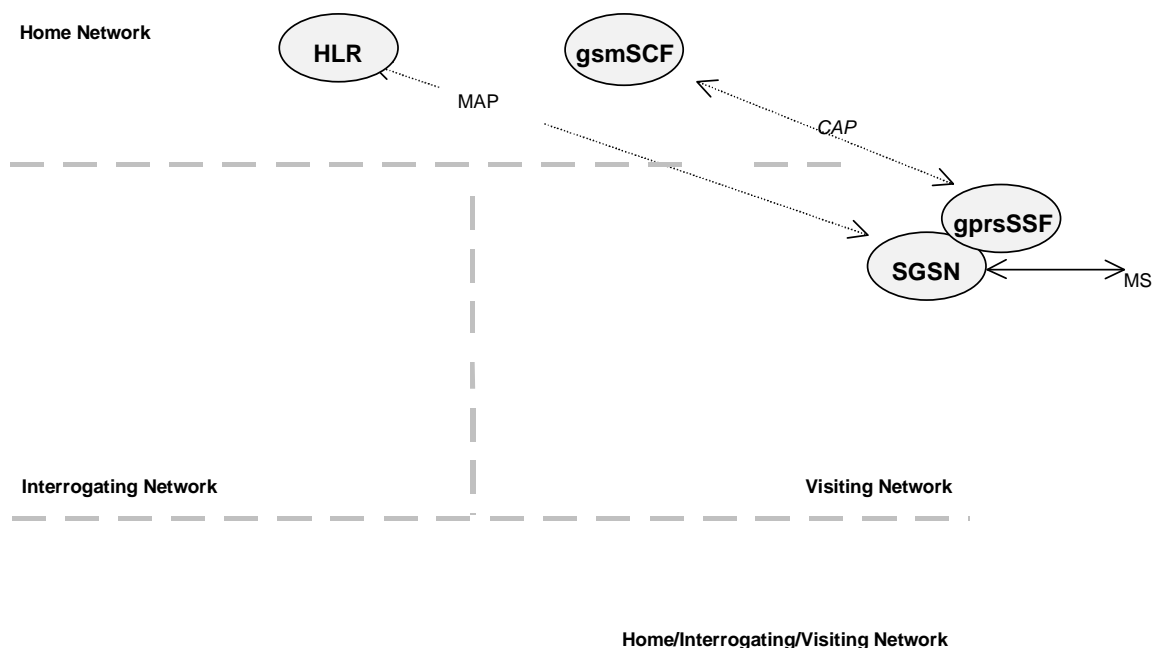 Home Network
HLR
gsmSCF
MAP
CAP
gprsSSF
SGSN
MS
Interrogating Network
Visiting Network
Home/Interrogating/Visiting Network